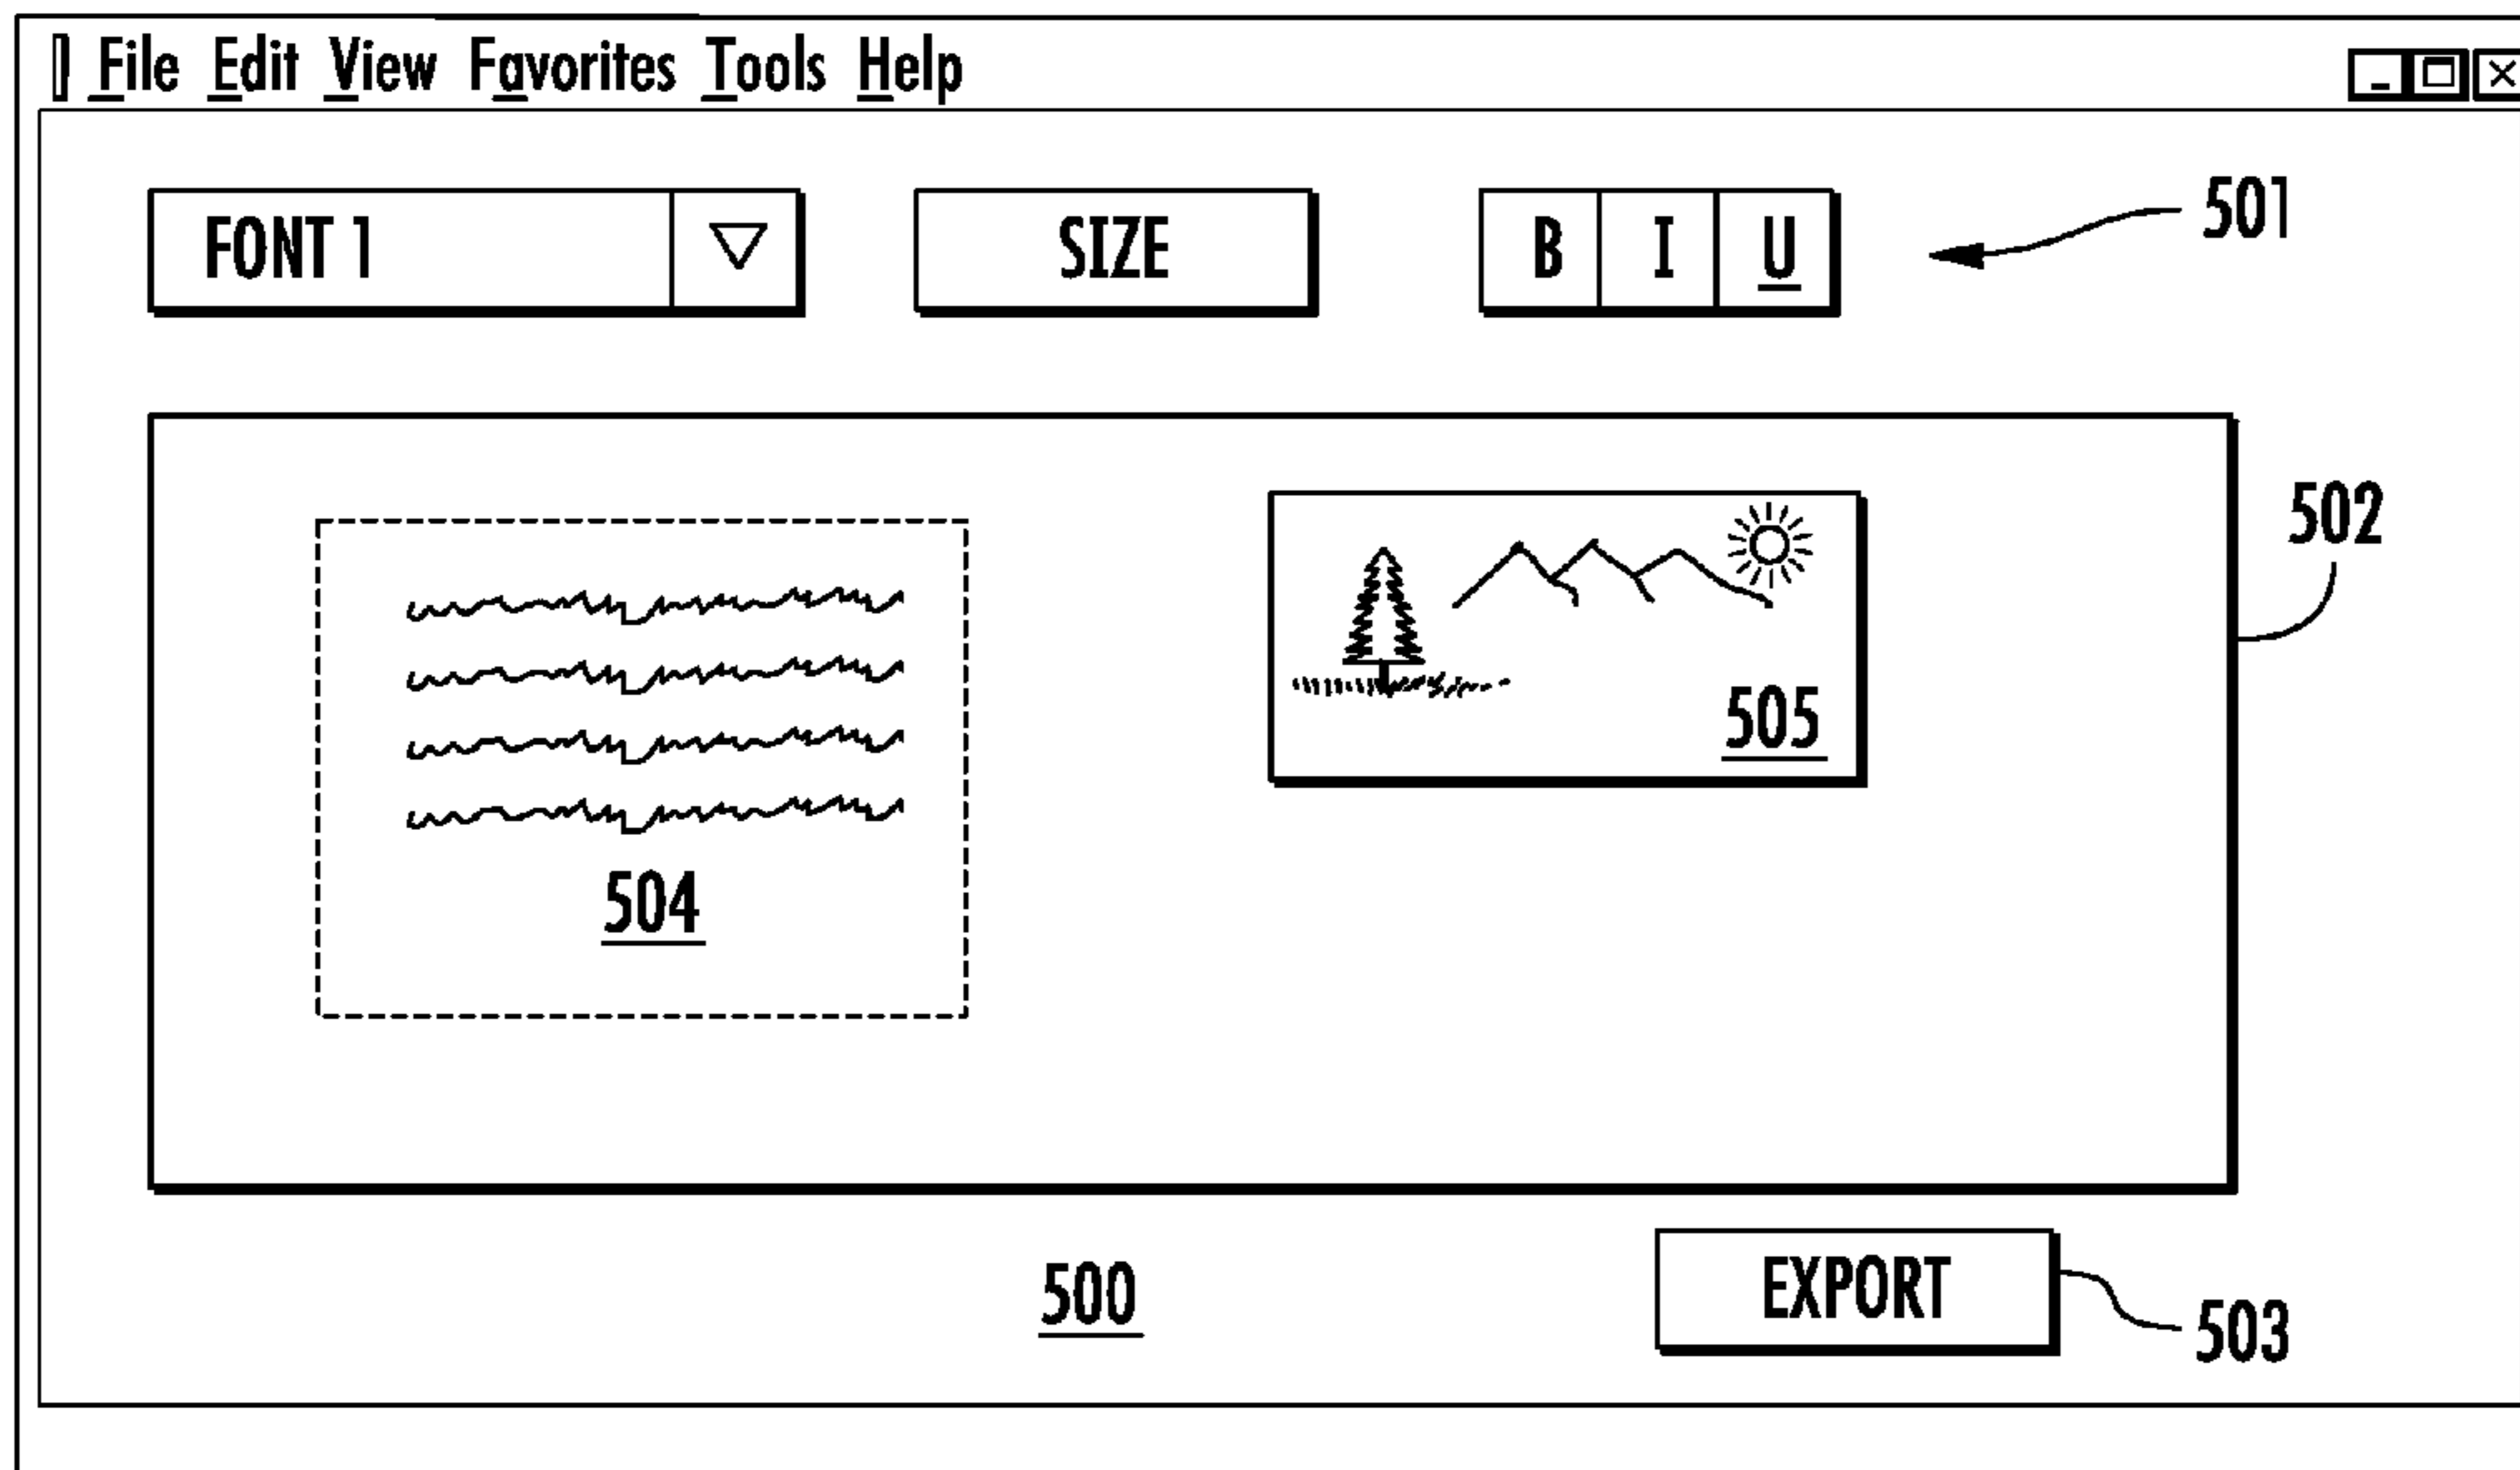 File Edit View Favorites Tools Help
FONT 1 SIZE B I U 501
502
505
504
500
EXPORT
503